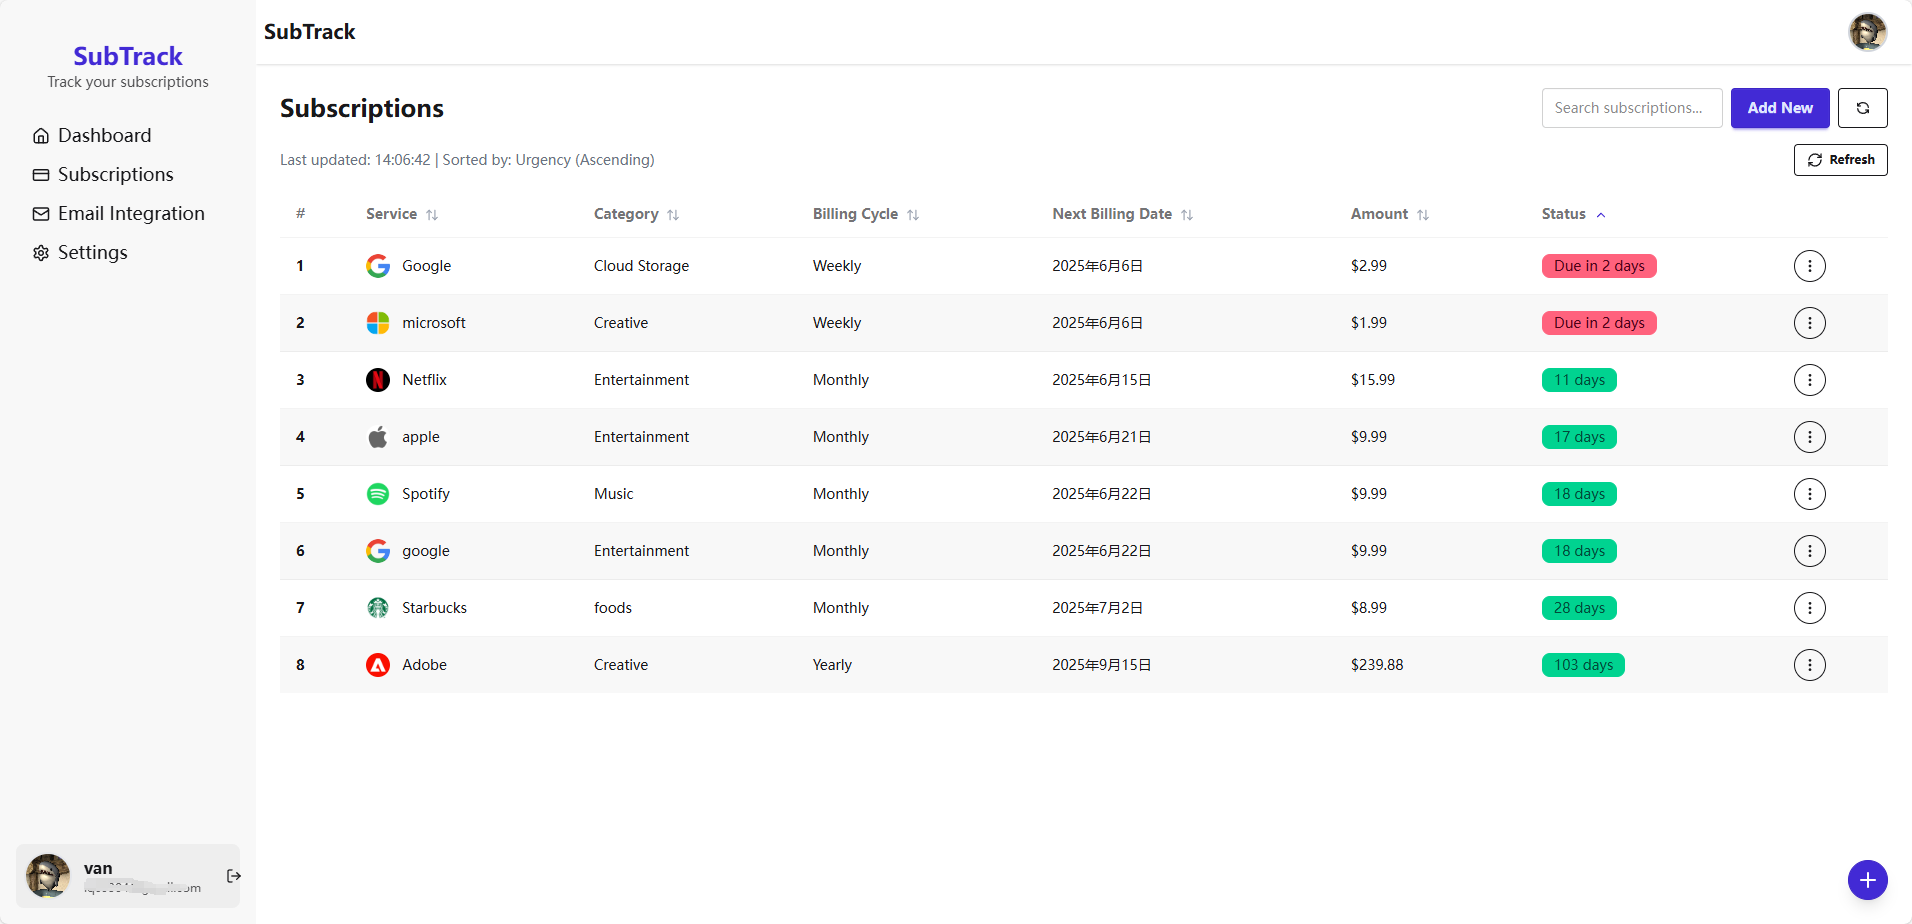 SubTrack
Track your subscriptions
Dashboard
Subscriptions
Email Integration
Settings
van
SubTrack
Subscriptions
Search subscriptions...
Add New
Last updated: 14:06:42 | Sorted by: Urgency (Ascending)
Refresh
# Service Category Billing Cycle Next Billing Date Amount Status
1 Google Cloud Storage Weekly 2025年6月6日 $2.99 Due in 2 days
2 microsoft Creative Weekly 2025年6月6日 $1.99 Due in 2 days
3 Netflix Entertainment Monthly 2025年6月15日 $15.99 11 days
4 apple Entertainment Monthly 2025年6月21日 $9.99 17 days
5 Spotify Music Monthly 2025年6月22日 $9.99 18 days
6 google Entertainment Monthly 2025年6月22日 $9.99 18 days
7 Starbucks foods Monthly 2025年7月2日 $8.99 28 days
8 Adobe Creative Yearly 2025年9月15日 $239.88 103 days